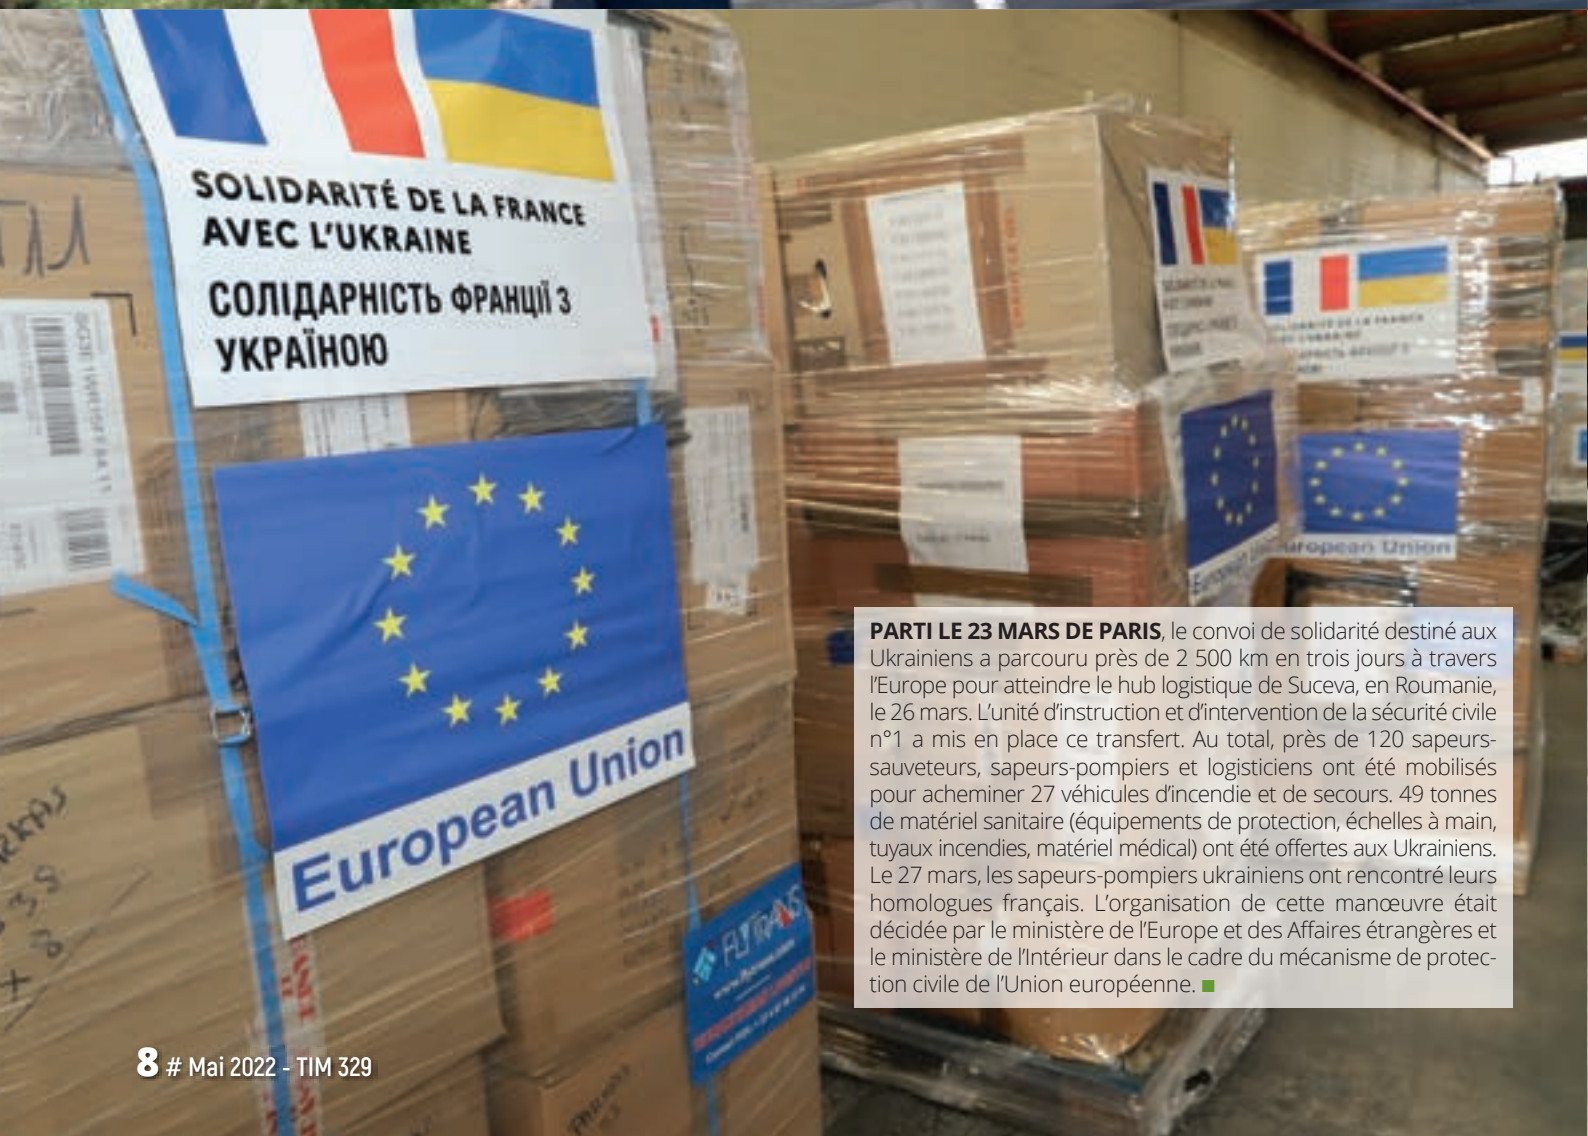 SOLIDARITÉ DE LA FRANCE
AVEC L'UKRAINE
СОЛІДАРНІСТЬ ФРАНЦІЇ З
УКРАЇНОЮ
European Union
European Union
FLYTRANS
PARTI LE 23 MARS DE PARIS, le convoi de solidarité destiné aux
Ukrainiens a parcouru près de 2 500 km en trois jours à travers
l'Europe pour atteindre le hub logistique de Suceva, en Roumanie,
le 26 mars. L'unité d'instruction et d'intervention de la sécurité civile
n°1 a mis en place ce transfert. Au total, près de 120 sapeurs-
sauveteurs, sapeurs-pompiers et logisticiens ont été mobilisés
pour acheminer 27 véhicules d'incendie et de secours. 49 tonnes
de matériel sanitaire (équipements de protection, échelles à main,
tuyaux incendies, matériel médical) ont été offertes aux Ukrainiens.
Le 27 mars, les sapeurs-pompiers ukrainiens ont rencontré leurs
homologues français. L'organisation de cette manœuvre était
décidée par le ministère de l'Europe et des Affaires étrangères et
le ministère de l'Intérieur dans le cadre du mécanisme de protec-
tion civile de l'Union européenne.
8 # Mai 2022 - TIM 329